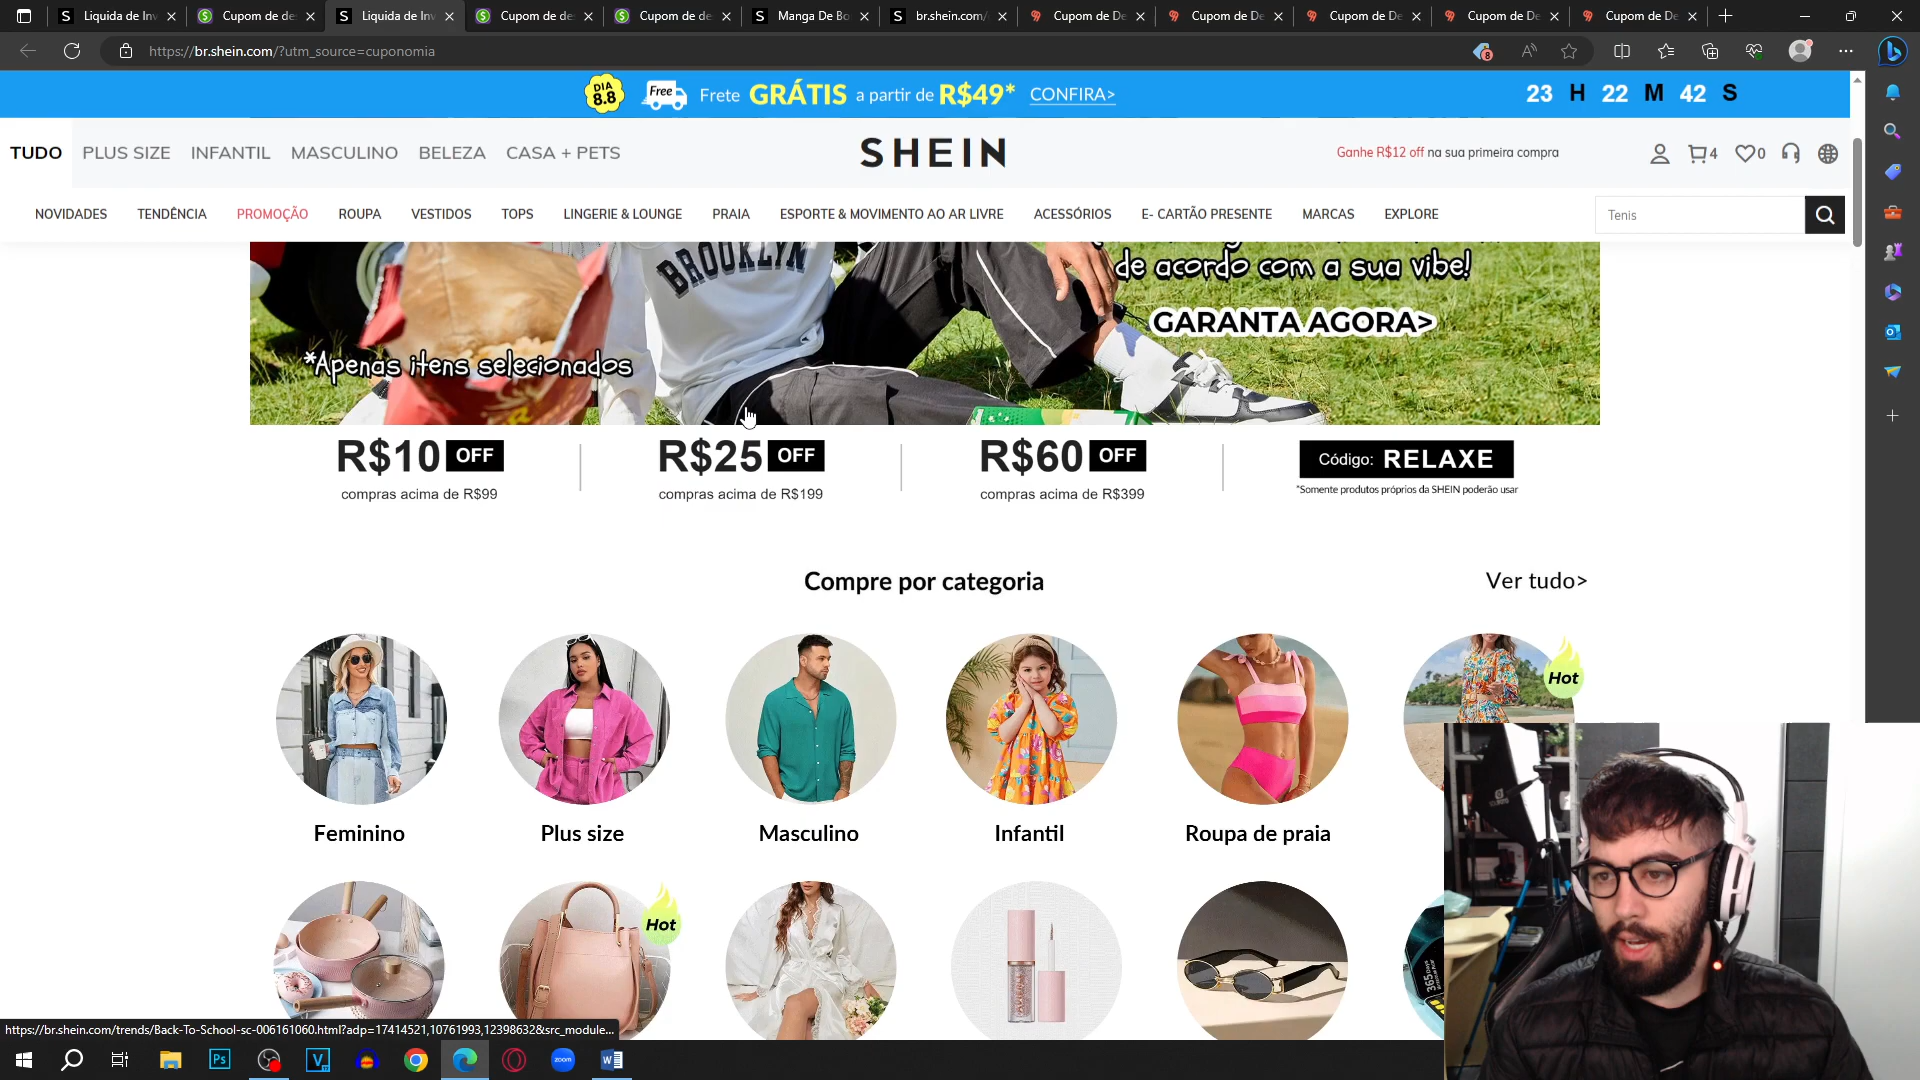 Liquida de Inv
Cupom de de
Liquida de Inv
Cupom de de
Cupom de de
Manga De Bo
br.shein.com/
Cupom de De
Cupom de De
Cupom de De
Cupom de De
Cupom de De
https://br.shein.com/?utm_source=cuponomia
8
DIA 8.8
Free
Frete GRÁTIS a partir de R$49* CONFIRA>
23 H 22 M 42 S
TUDO PLUS SIZE INFANTIL MASCULINO BELEZA CASA + PETS
SHEIN
Ganhe R$12 off na sua primeira compra
4
0
NOVIDADES TENDÊNCIA PROMOÇÃO ROUPA VESTIDOS TOPS LINGERIE & LOUNGE PRAIA ESPORTE & MOVIMENTO AO AR LIVRE ACESSÓRIOS E- CARTÃO PRESENTE MARCAS EXPLORE
Tenis
BROOKLYN
de acordo com a sua vibe!
GARANTA AGORA>
*Apenas itens selecionados
R$10 OFF
compras acima de R$99
R$25 OFF
compras acima de R$199
R$60 OFF
compras acima de R$399
Código: RELAXE
*Somente produtos próprios da SHEIN poderão usar
Compre por categoria
Ver tudo>
Hot
Feminino
Plus size
Masculino
Infantil
Roupa de praia
Hot
https://br.shein.com/trends/Back-To-School-sc-006161060.html?adp=17414521,10761993,12398632&src_module...
Ps
V
zoom
W